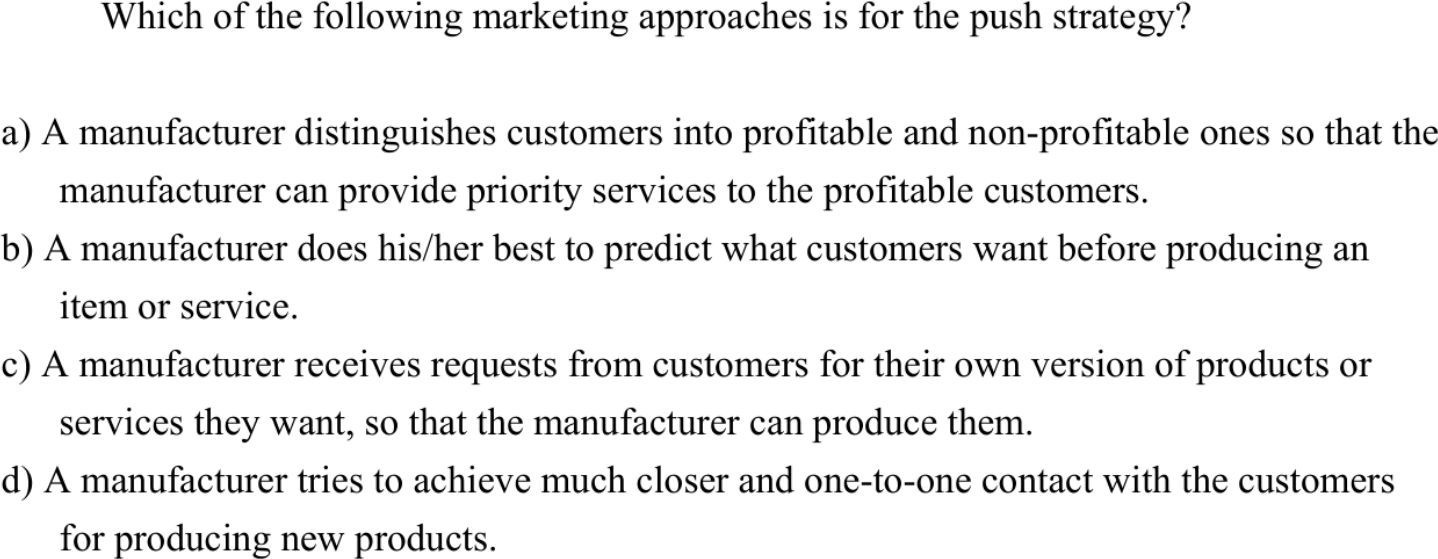 Which of the following marketing approaches is for the push strategy?
a) A manufacturer distinguishes customers into profitable and non-profitable ones so that the
manufacturer can provide priority services to the profitable customers.
b) A manufacturer does his/her best to predict what customers want before producing an
item or service.
c) A manufacturer receives requests from customers for their own version of products or
services they want, so that the manufacturer can produce them.
d) A manufacturer tries to achieve much closer and one-to-one contact with the customers
for producing new products.